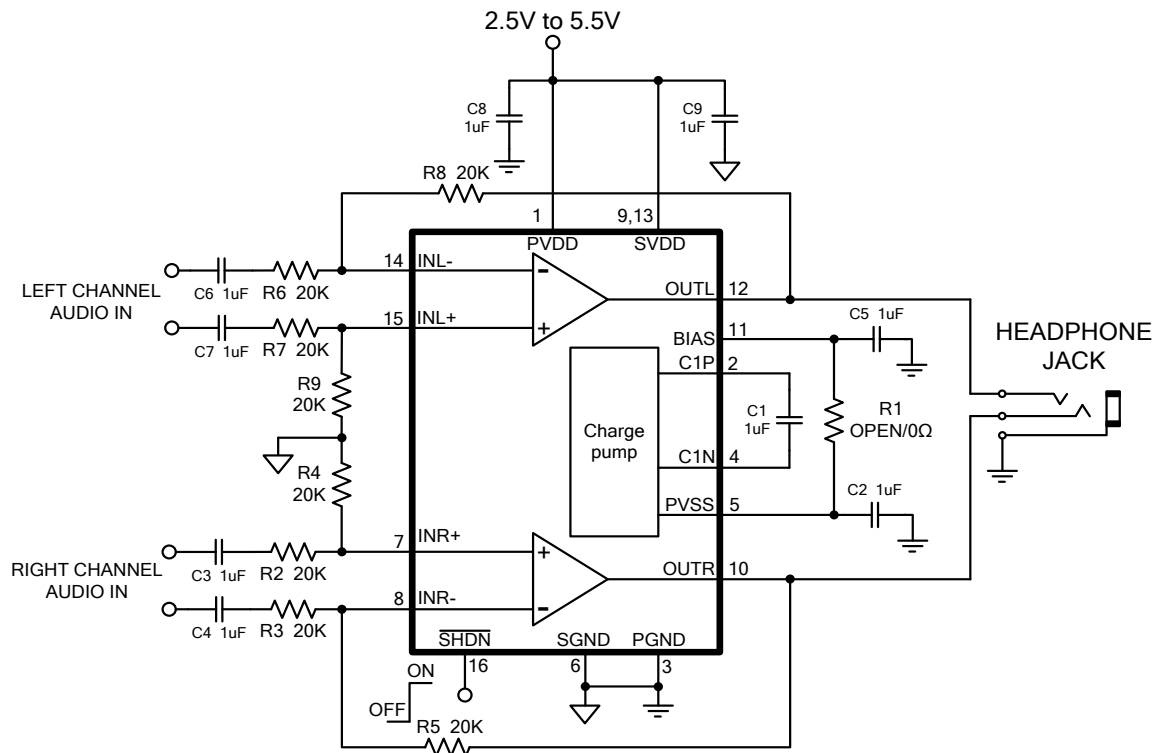 2.5V to 5.5V
C8
1uF
C9
1uF
R8 20K
1
9,13
PVDD
SVDD
14
INL-
C6 1uF
R6 20K
LEFT CHANNEL
AUDIO IN
15
INL+
C7 1uF
R7 20K
OUTL
12
BIAS
11
C5 1uF
HEADPHONE
JACK
C1P
2
R9
20K
Charge
pump
C1
1uF
R1
OPEN/0Ω
C1N
4
R4
20K
PVSS
5
C2 1uF
7
INR+
C3 1uF
R2 20K
RIGHT CHANNEL
AUDIO IN
OUTR
10
8
INR-
C4 1uF
R3 20K
SHDN
SGND
PGND
16
6
3
ON
OFF
R5 20K